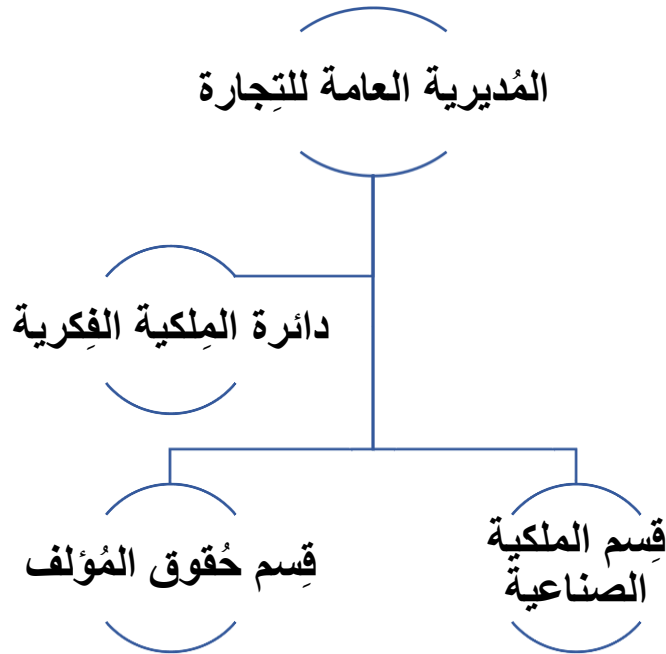 المُديرية العامة للتِجارة
دائرة المِلكية الفِكرية
قِسم الملكية
الصناعية
قِسم حُقوق المُؤلف